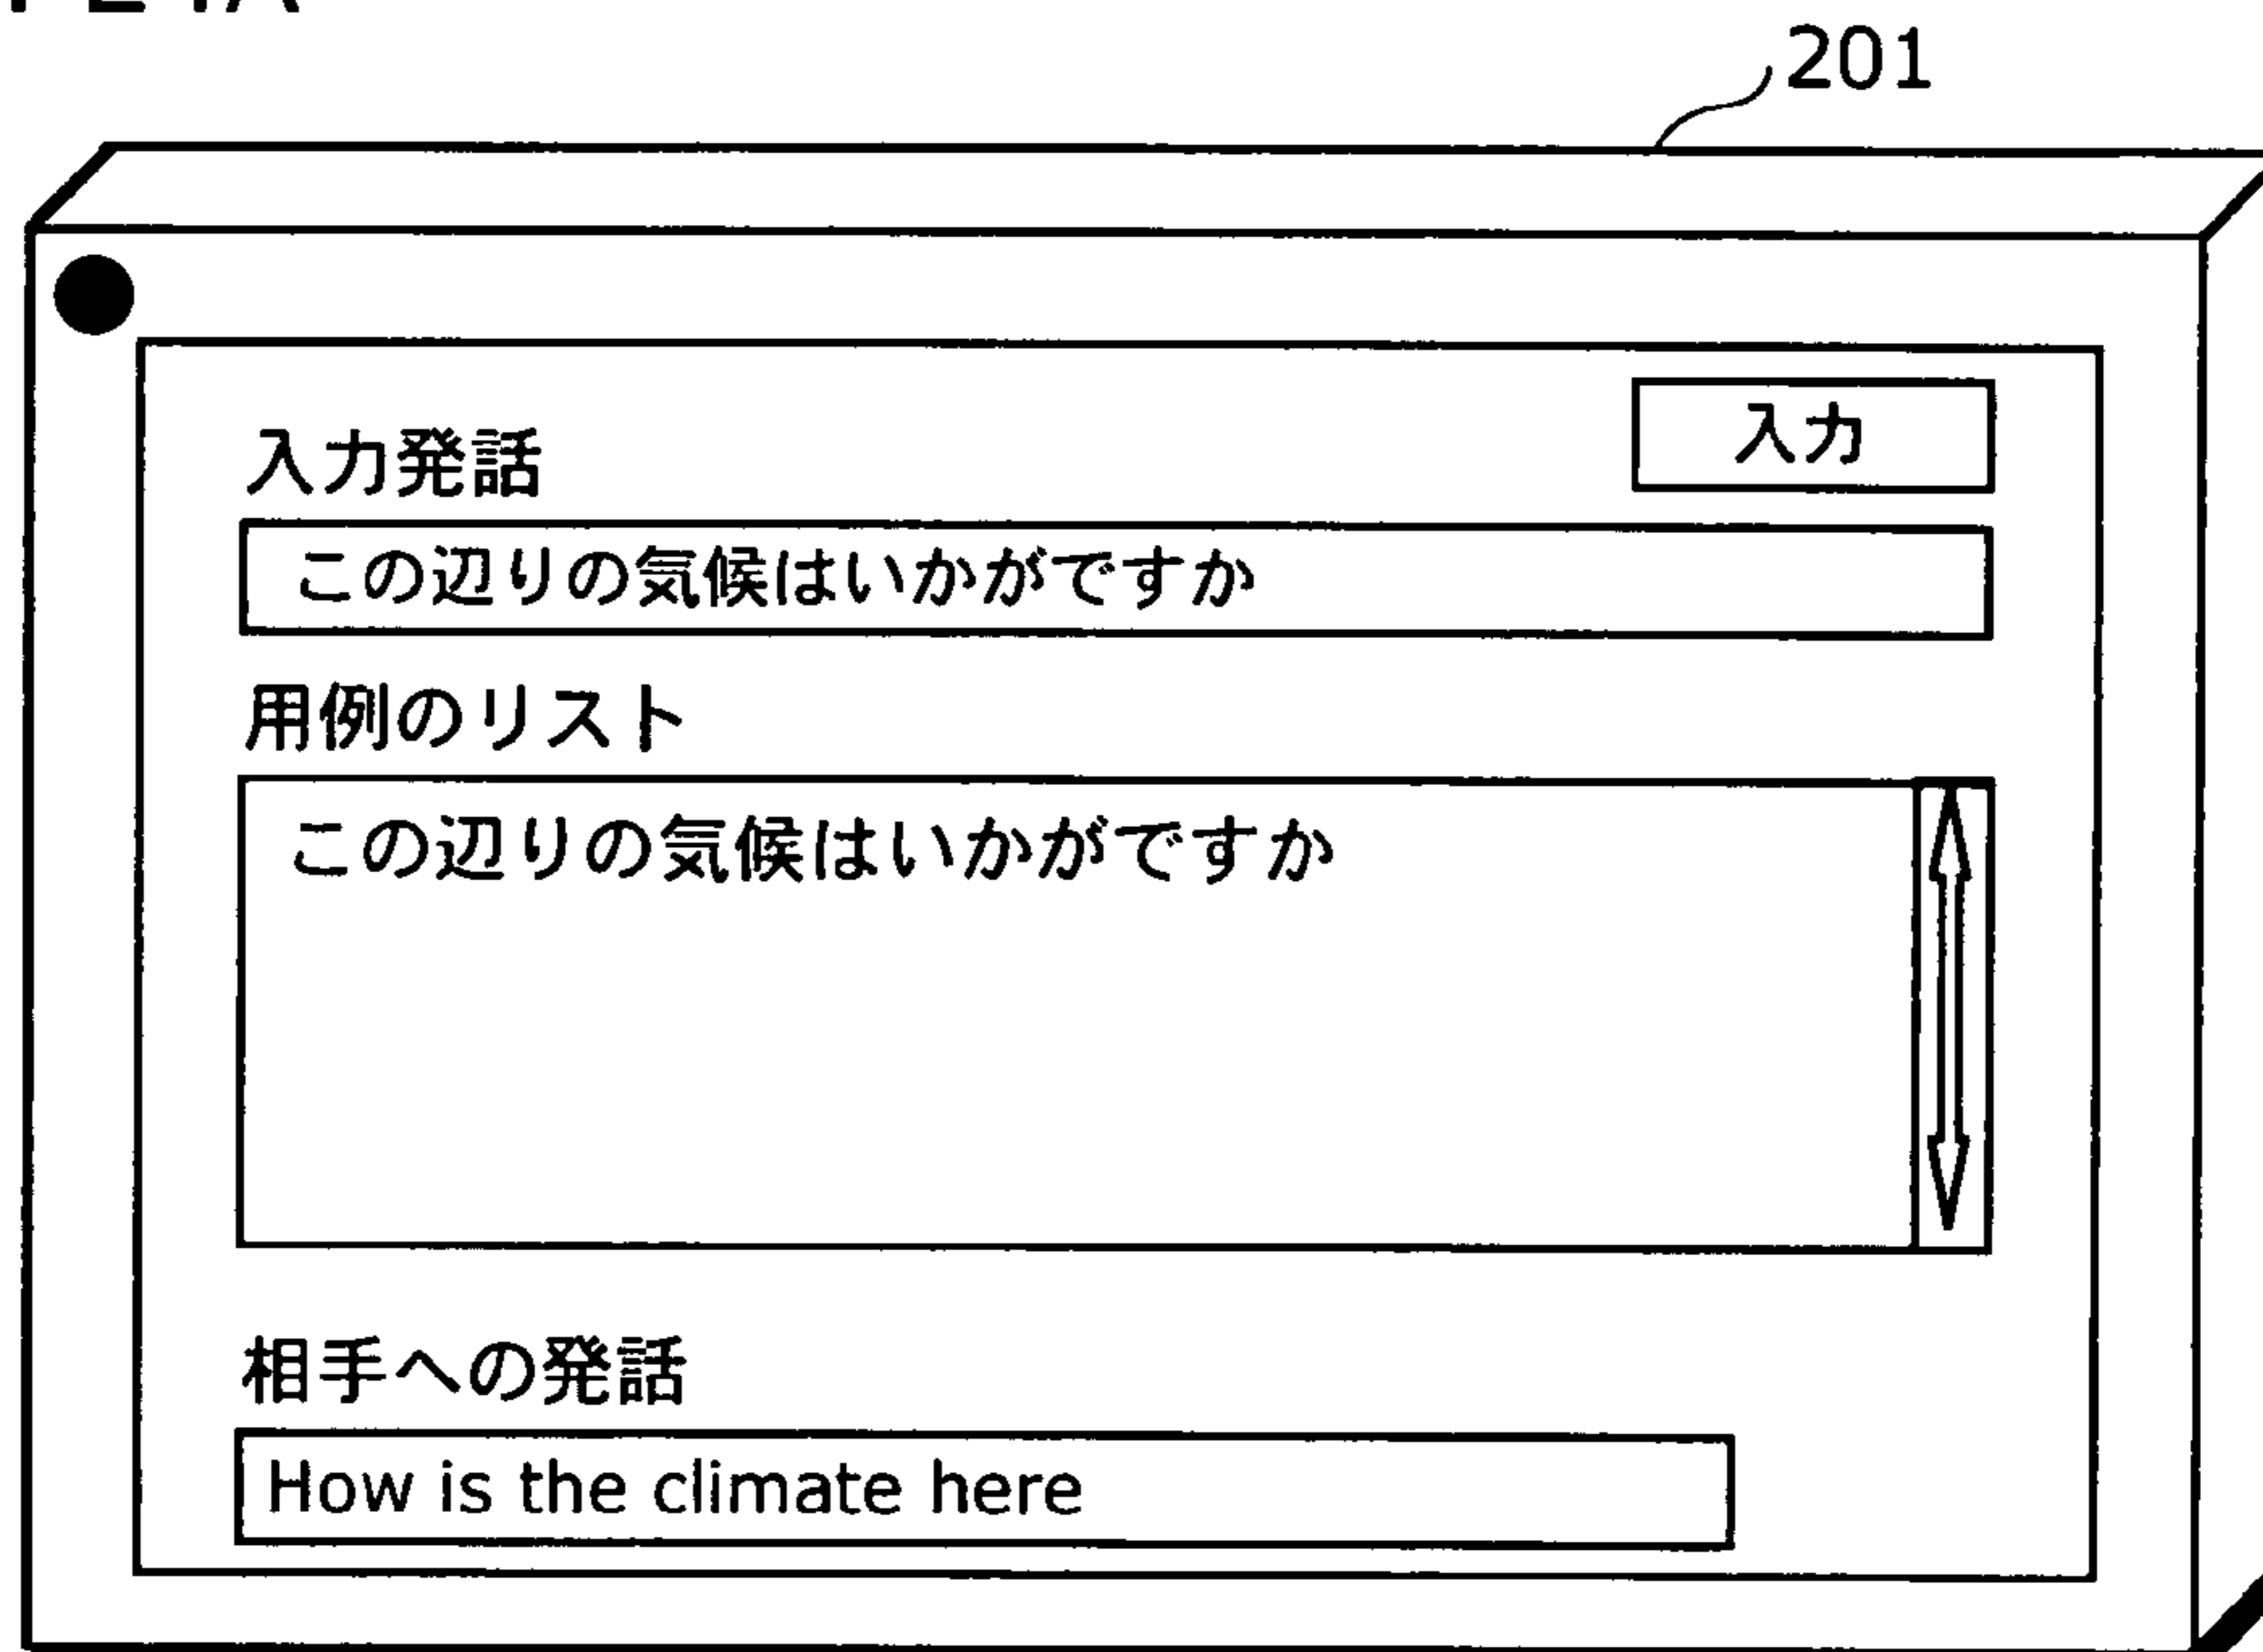 201
入力
入力発話
この辺りの気候はいかがですか
用例のリスト
この辺りの気候はいかがですか
相手への発話
How is the climate here